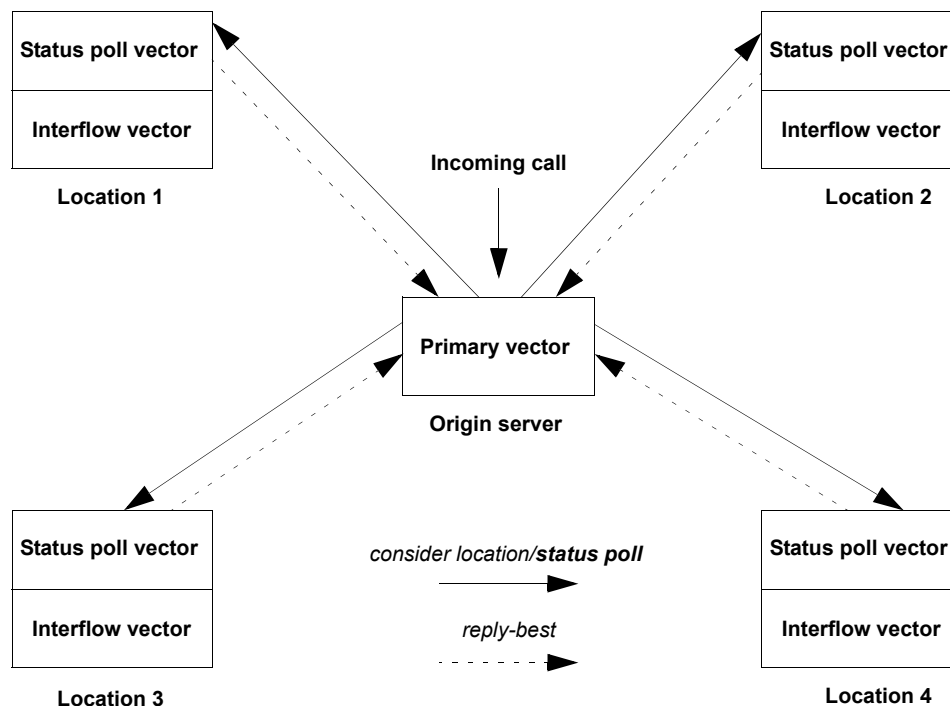 Status poll vector
Interflow vector
Location 1
Status poll vector
Interflow vector
Location 2
Incoming call
Primary vector
Origin server
Status poll vector
Interflow vector
Location 3
consider location/status poll
reply-best
Status poll vector
Interflow vector
Location 4